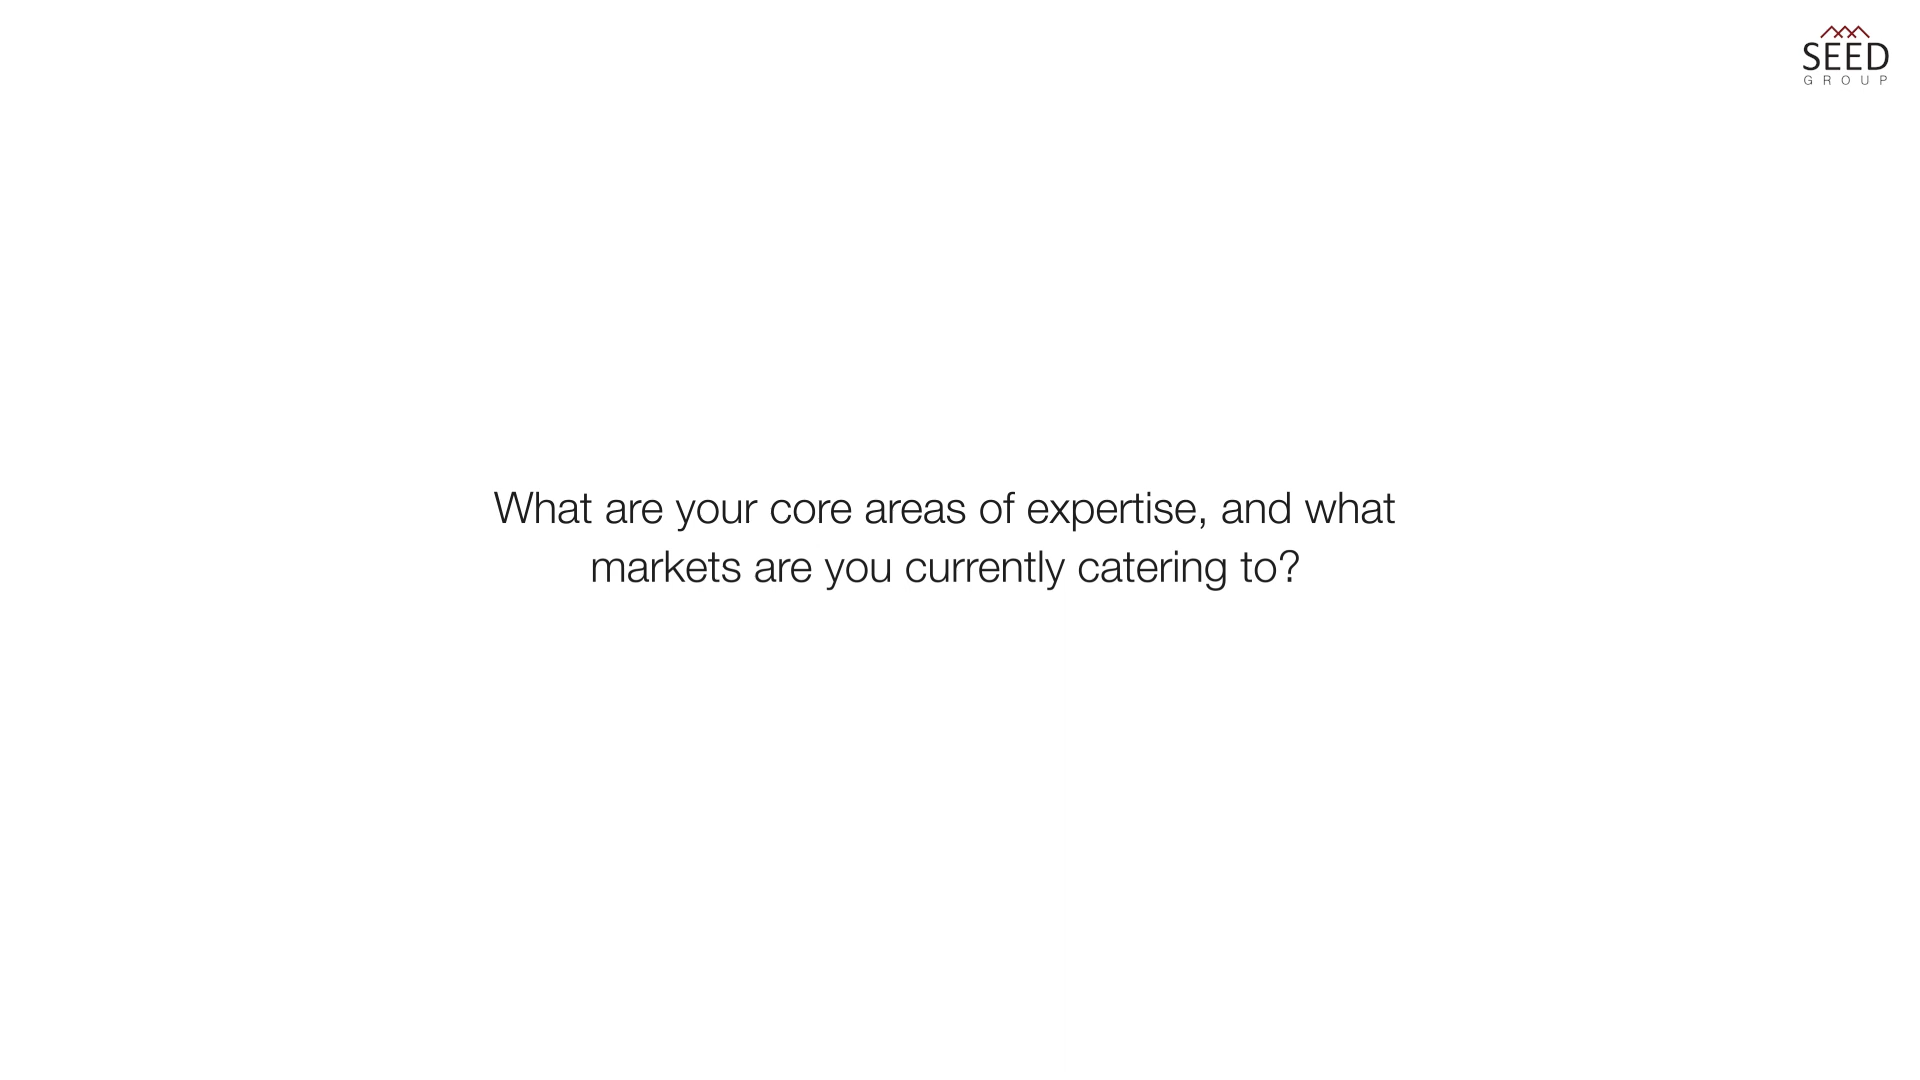 SEED
GROUP
What are your core areas of expertise, and what
markets are you currently catering to?